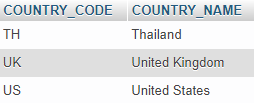 COUNTRY_CODE COUNTRY_NAME
TH Thailand
UK United Kingdom
US United States